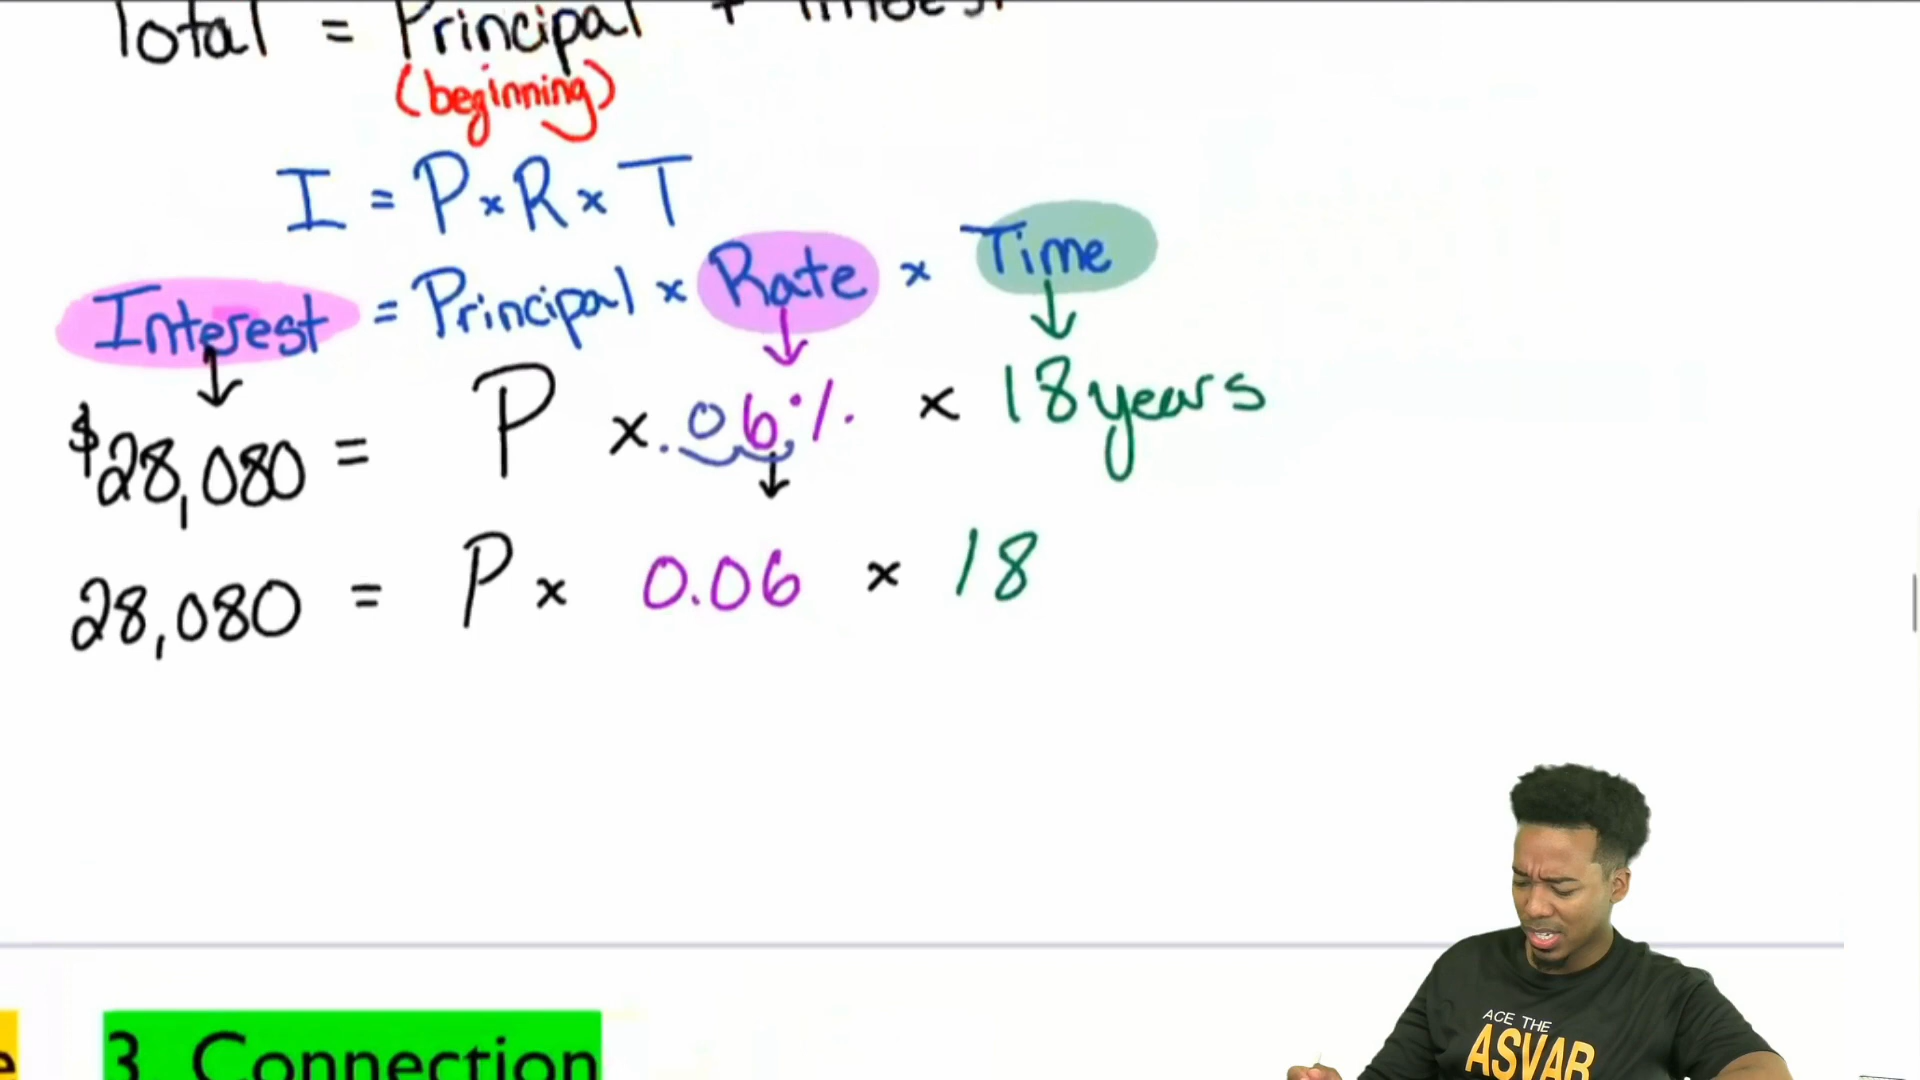 Total = Principal +
(beginning)
I = P × R × T
Interest = Principal × Rate × Time
$28,080 = P × .06% × 18 years
28,080 = P × 0.06 × 18
3. Connection
ACE THE
ASVAB